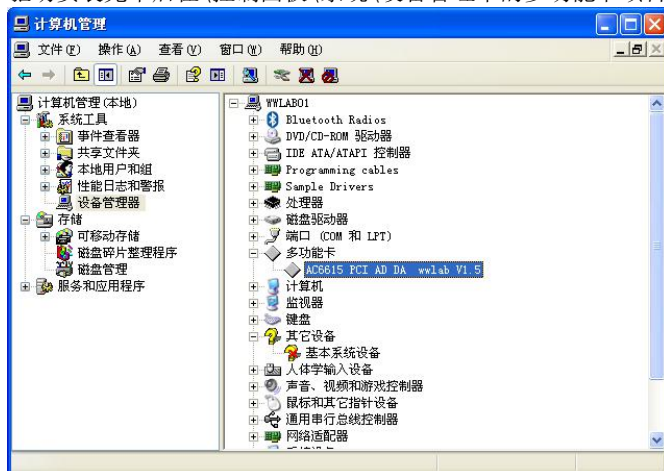 计算机管理
文件(F) 操作(A) 查看(V) 窗口(W) 帮助(H)
计算机管理(本地)
系统工具
事件查看器
共享文件夹
本地用户和组
性能日志和警报
设备管理器
存储
可移动存储
磁盘碎片整理程序
磁盘管理
服务和应用程序
WWLAB01
Bluetooth Radios
DVD/CD-ROM 驱动器
IDE ATA/ATAPI 控制器
Programming cables
Sample Drivers
处理器
磁盘驱动器
端口 (COM 和 LPT)
多功能卡
AC6615 PCI AD DA wwlab V1.5
计算机
监视器
键盘
其它设备
基本系统设备
人体学输入设备
声音、视频和游戏控制器
鼠标和其它指针设备
通用串行总线控制器
网络适配器